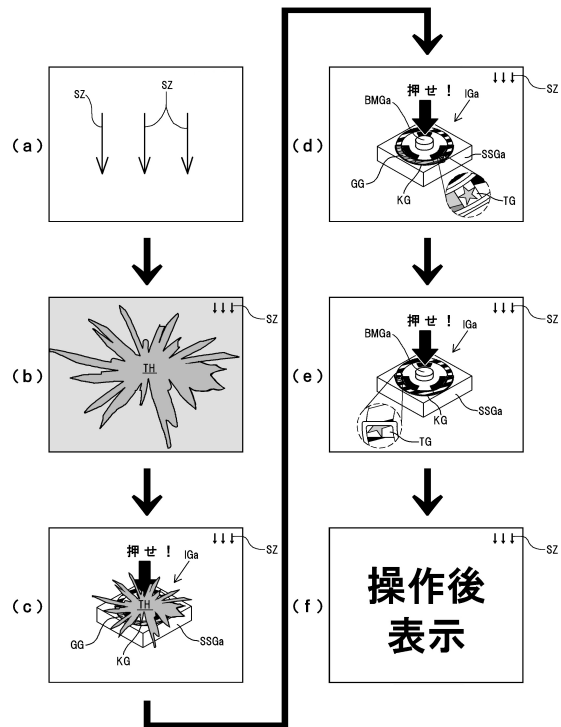 (a)
SZ
SZ
(b)
TH
SZ
(c)
押せ！
IGa
TH
GG
KG
SSGa
SZ
(d)
押せ！
BMGa
IGa
SSGa
GG
KG
TG
SZ
(e)
押せ！
BMGa
IGa
SSGa
KG
TG
SZ
(f)
操作後
表示
SZ